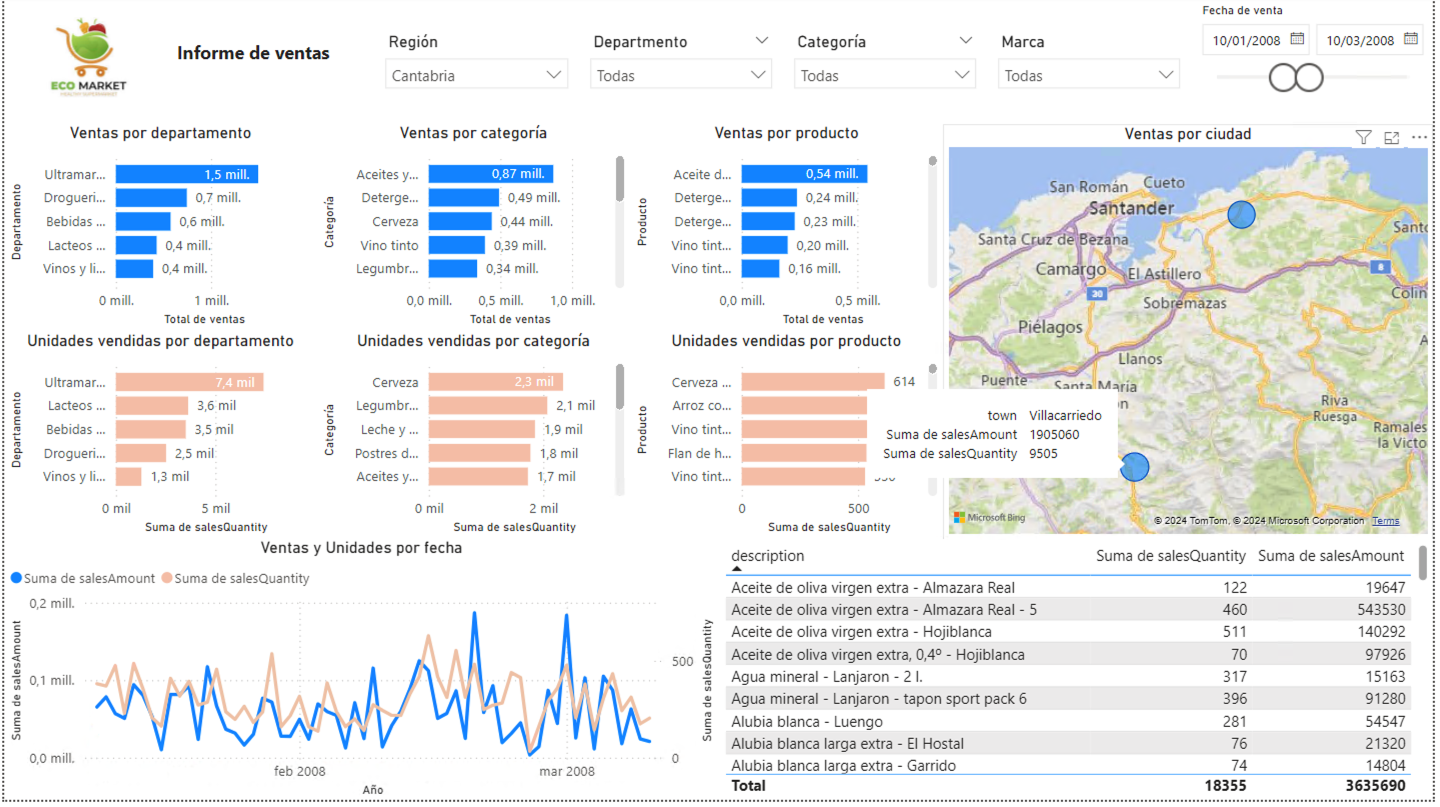 ECO MARKET
Informe de ventas
Región
Cantabria
Departmento
Todas
Categoría
Todas
Marca
Todas
Fecha de venta
10/01/2008
10/03/2008
Ventas por departamento
Departamento
Ultramar... 1,5 mill.
Drogueri... 0,7 mill.
Bebidas ... 0,6 mill.
Lacteos ... 0,4 mill.
Vinos y li... 0,4 mill.
0 mill. 1 mill.
Total de ventas
Ventas por categoría
Categoría
Aceites y... 0,87 mill.
Deterge... 0,49 mill.
Cerveza 0,44 mill.
Vino tinto 0,39 mill.
Legumbr... 0,34 mill.
0,0 mill. 0,5 mill. 1,0 mill.
Total de ventas
Ventas por producto
Producto
Aceite d... 0,54 mill.
Deterge... 0,24 mill.
Deterge... 0,23 mill.
Vino tint... 0,20 mill.
Vino tint... 0,16 mill.
0,0 mill. 0,5 mill.
Total de ventas
Ventas por ciudad
San Román Cueto
Santander
Santa Cruz de Bezana
Camargo
El Astillero
8
30
Sobremazas
Colin
Piélagos
Llanos
Puente
Santa María
Riva
Ruesga
Ramales
la Victo
town Villacarriedo
Suma de salesAmount 1905060
Suma de salesQuantity 9505
Microsoft Bing
© 2024 TomTom, © 2024 Microsoft Corporation Terms
Unidades vendidas por departamento
Departamento
Ultramar... 7,4 mil
Lacteos ... 3,6 mil
Bebidas ... 3,5 mil
Drogueri... 2,5 mil
Vinos y li... 1,3 mil
0 mil 5 mil
Suma de salesQuantity
Unidades vendidas por categoría
Categoría
Cerveza 2,3 mil
Legumbr... 2,1 mil
Leche y ... 1,9 mil
Postres d... 1,8 mil
Aceites y... 1,7 mil
0 mil 2 mil
Suma de salesQuantity
Unidades vendidas por producto
Producto
Cerveza ... 614
Arroz co...
Vino tint...
Flan de h...
Vino tint...
0 500
Suma de salesQuantity
Ventas y Unidades por fecha
Suma de salesAmount Suma de salesQuantity
Suma de salesAmount
0,2 mill.
0,1 mill.
0,0 mill.
500
0
Suma de salesQuantity
feb 2008 mar 2008
Año
description Suma de salesQuantity Suma de salesAmount
Aceite de oliva virgen extra - Almazara Real 122 19647
Aceite de oliva virgen extra - Almazara Real - 5 460 543530
Aceite de oliva virgen extra - Hojiblanca 511 140292
Aceite de oliva virgen extra, 0,4º - Hojiblanca 70 97926
Agua mineral - Lanjaron - 2 l. 317 15163
Agua mineral - Lanjaron - tapon sport pack 6 396 91280
Alubia blanca - Luengo 281 54547
Alubia blanca larga extra - El Hostal 76 21320
Alubia blanca larga extra - Garrido 74 14804
Total 18355 3635690